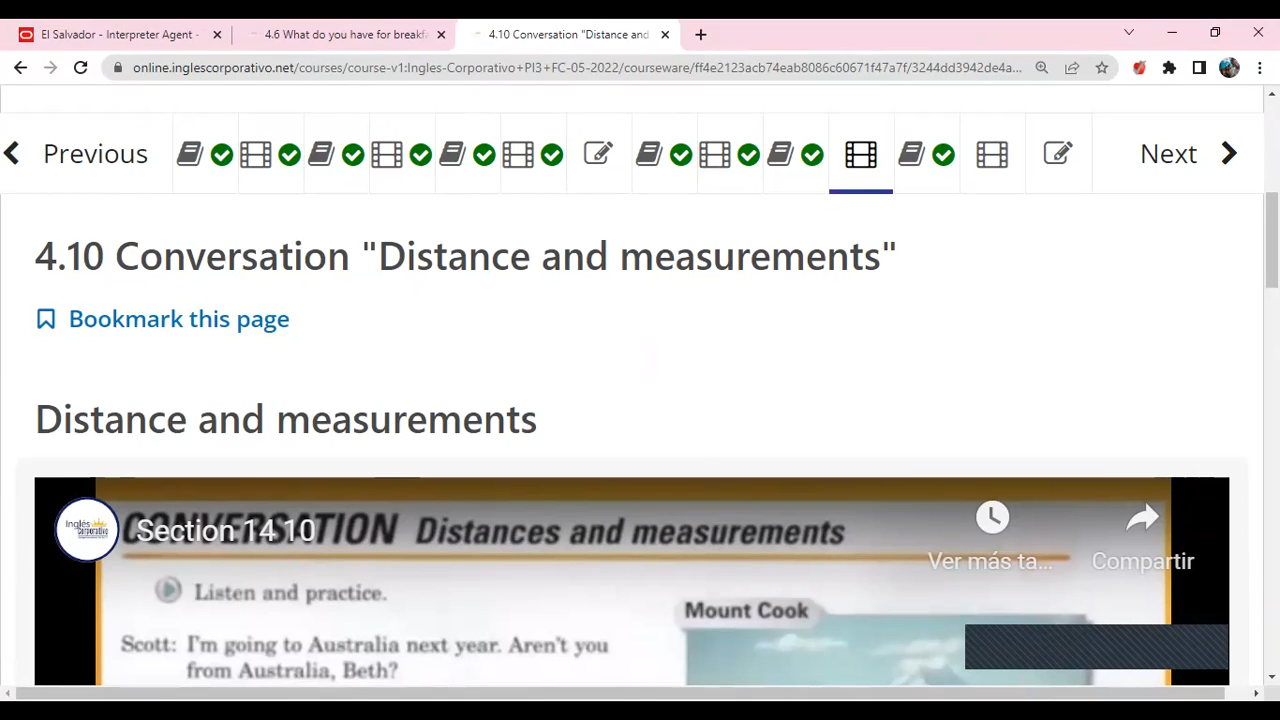 El Salvador - Interpreter Agent -
4.6 What do you have for breakf
4.10 Conversation "Distance and
online.inglescorporativo.net/courses/course-v1:Ingles-Corporativo+PI3+FC-05-2022/courseware/ff4e2123acb74eab8086c60671f47a7f/3244dd3942de4a...
Previous
Next
4.10 Conversation "Distance and measurements"
Bookmark this page
Distance and measurements
CONVERSATION Distances and measurements
Section 14 10
Inglés Corporativo
Ver más ta...
Compartir
Listen and practice.
Mount Cook
Scott: I'm going to Australia next year. Aren't you
from Australia, Beth?